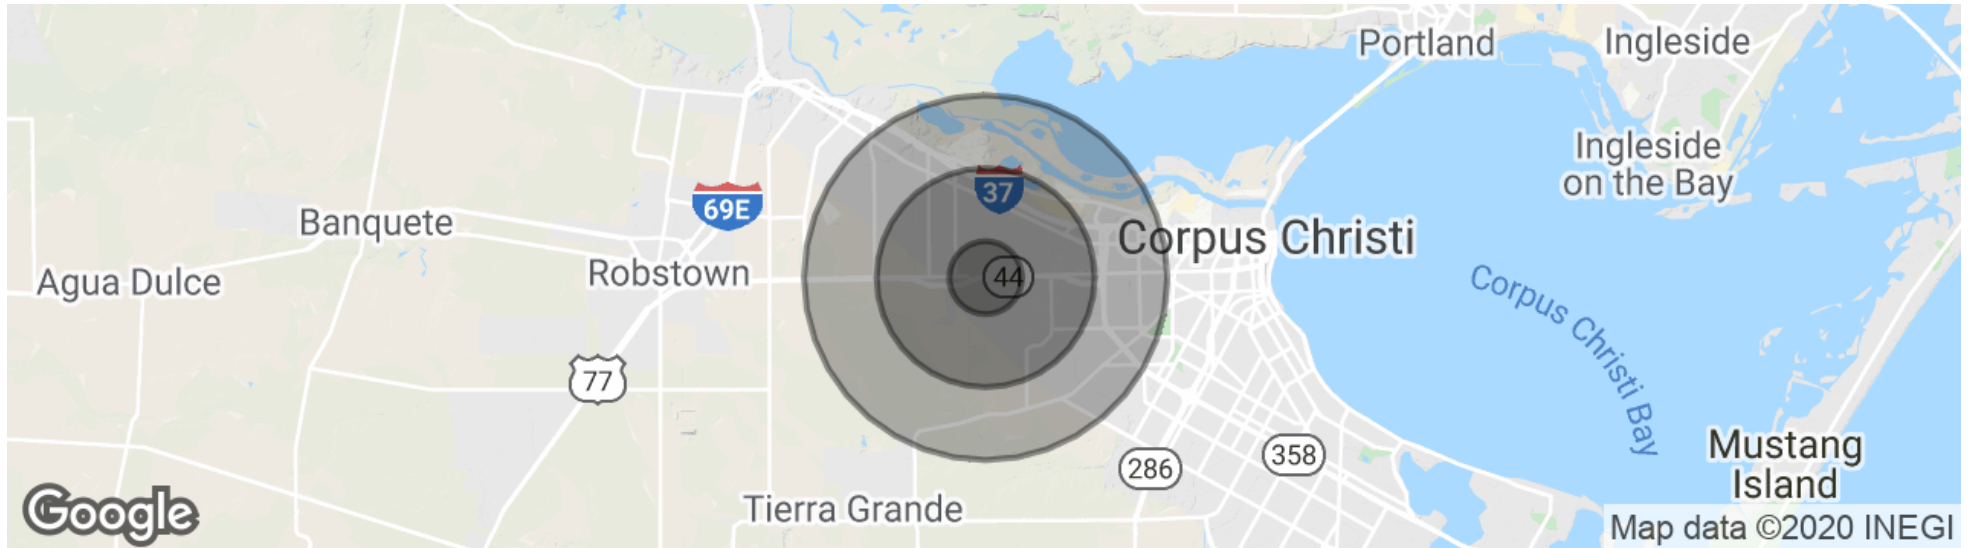 Portland
Ingleside
Ingleside
on the Bay
37
69E
Banquete
Corpus Christi
Robstown
44
Agua Dulce
Corpus Christi Bay
77
Mustang
Island
286
358
Tierra Grande
Google
Map data ©2020 INEGI